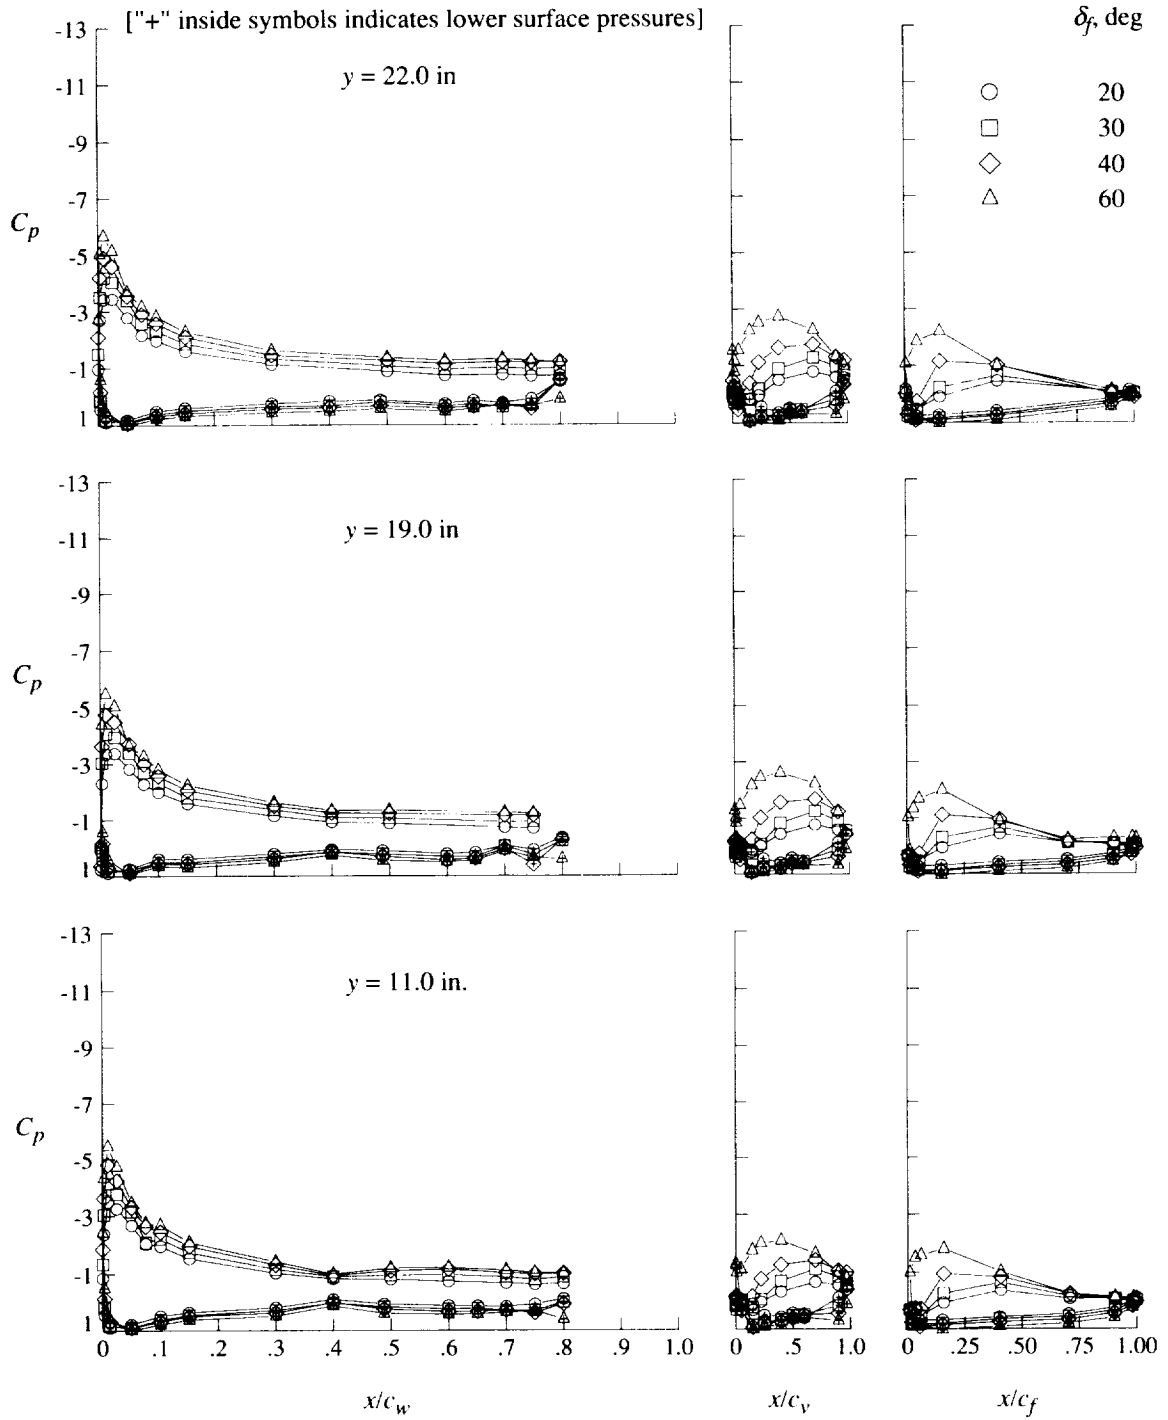 ["+" inside symbols indicates lower surface pressures]
δf, deg
20
30
40
60
y = 22.0 in
-13
-11
-9
-7
-5
-3
-1
1
Cp
y = 19.0 in
-13
-11
-9
-7
-5
-3
-1
1
Cp
y = 11.0 in.
-13
-11
-9
-7
-5
-3
-1
1
Cp
0 .1 .2 .3 .4 .5 .6 .7 .8 .9 1.0
0 .5 1.0
0 .25 .50 .75 1.00
x/cw
x/cv
x/cf